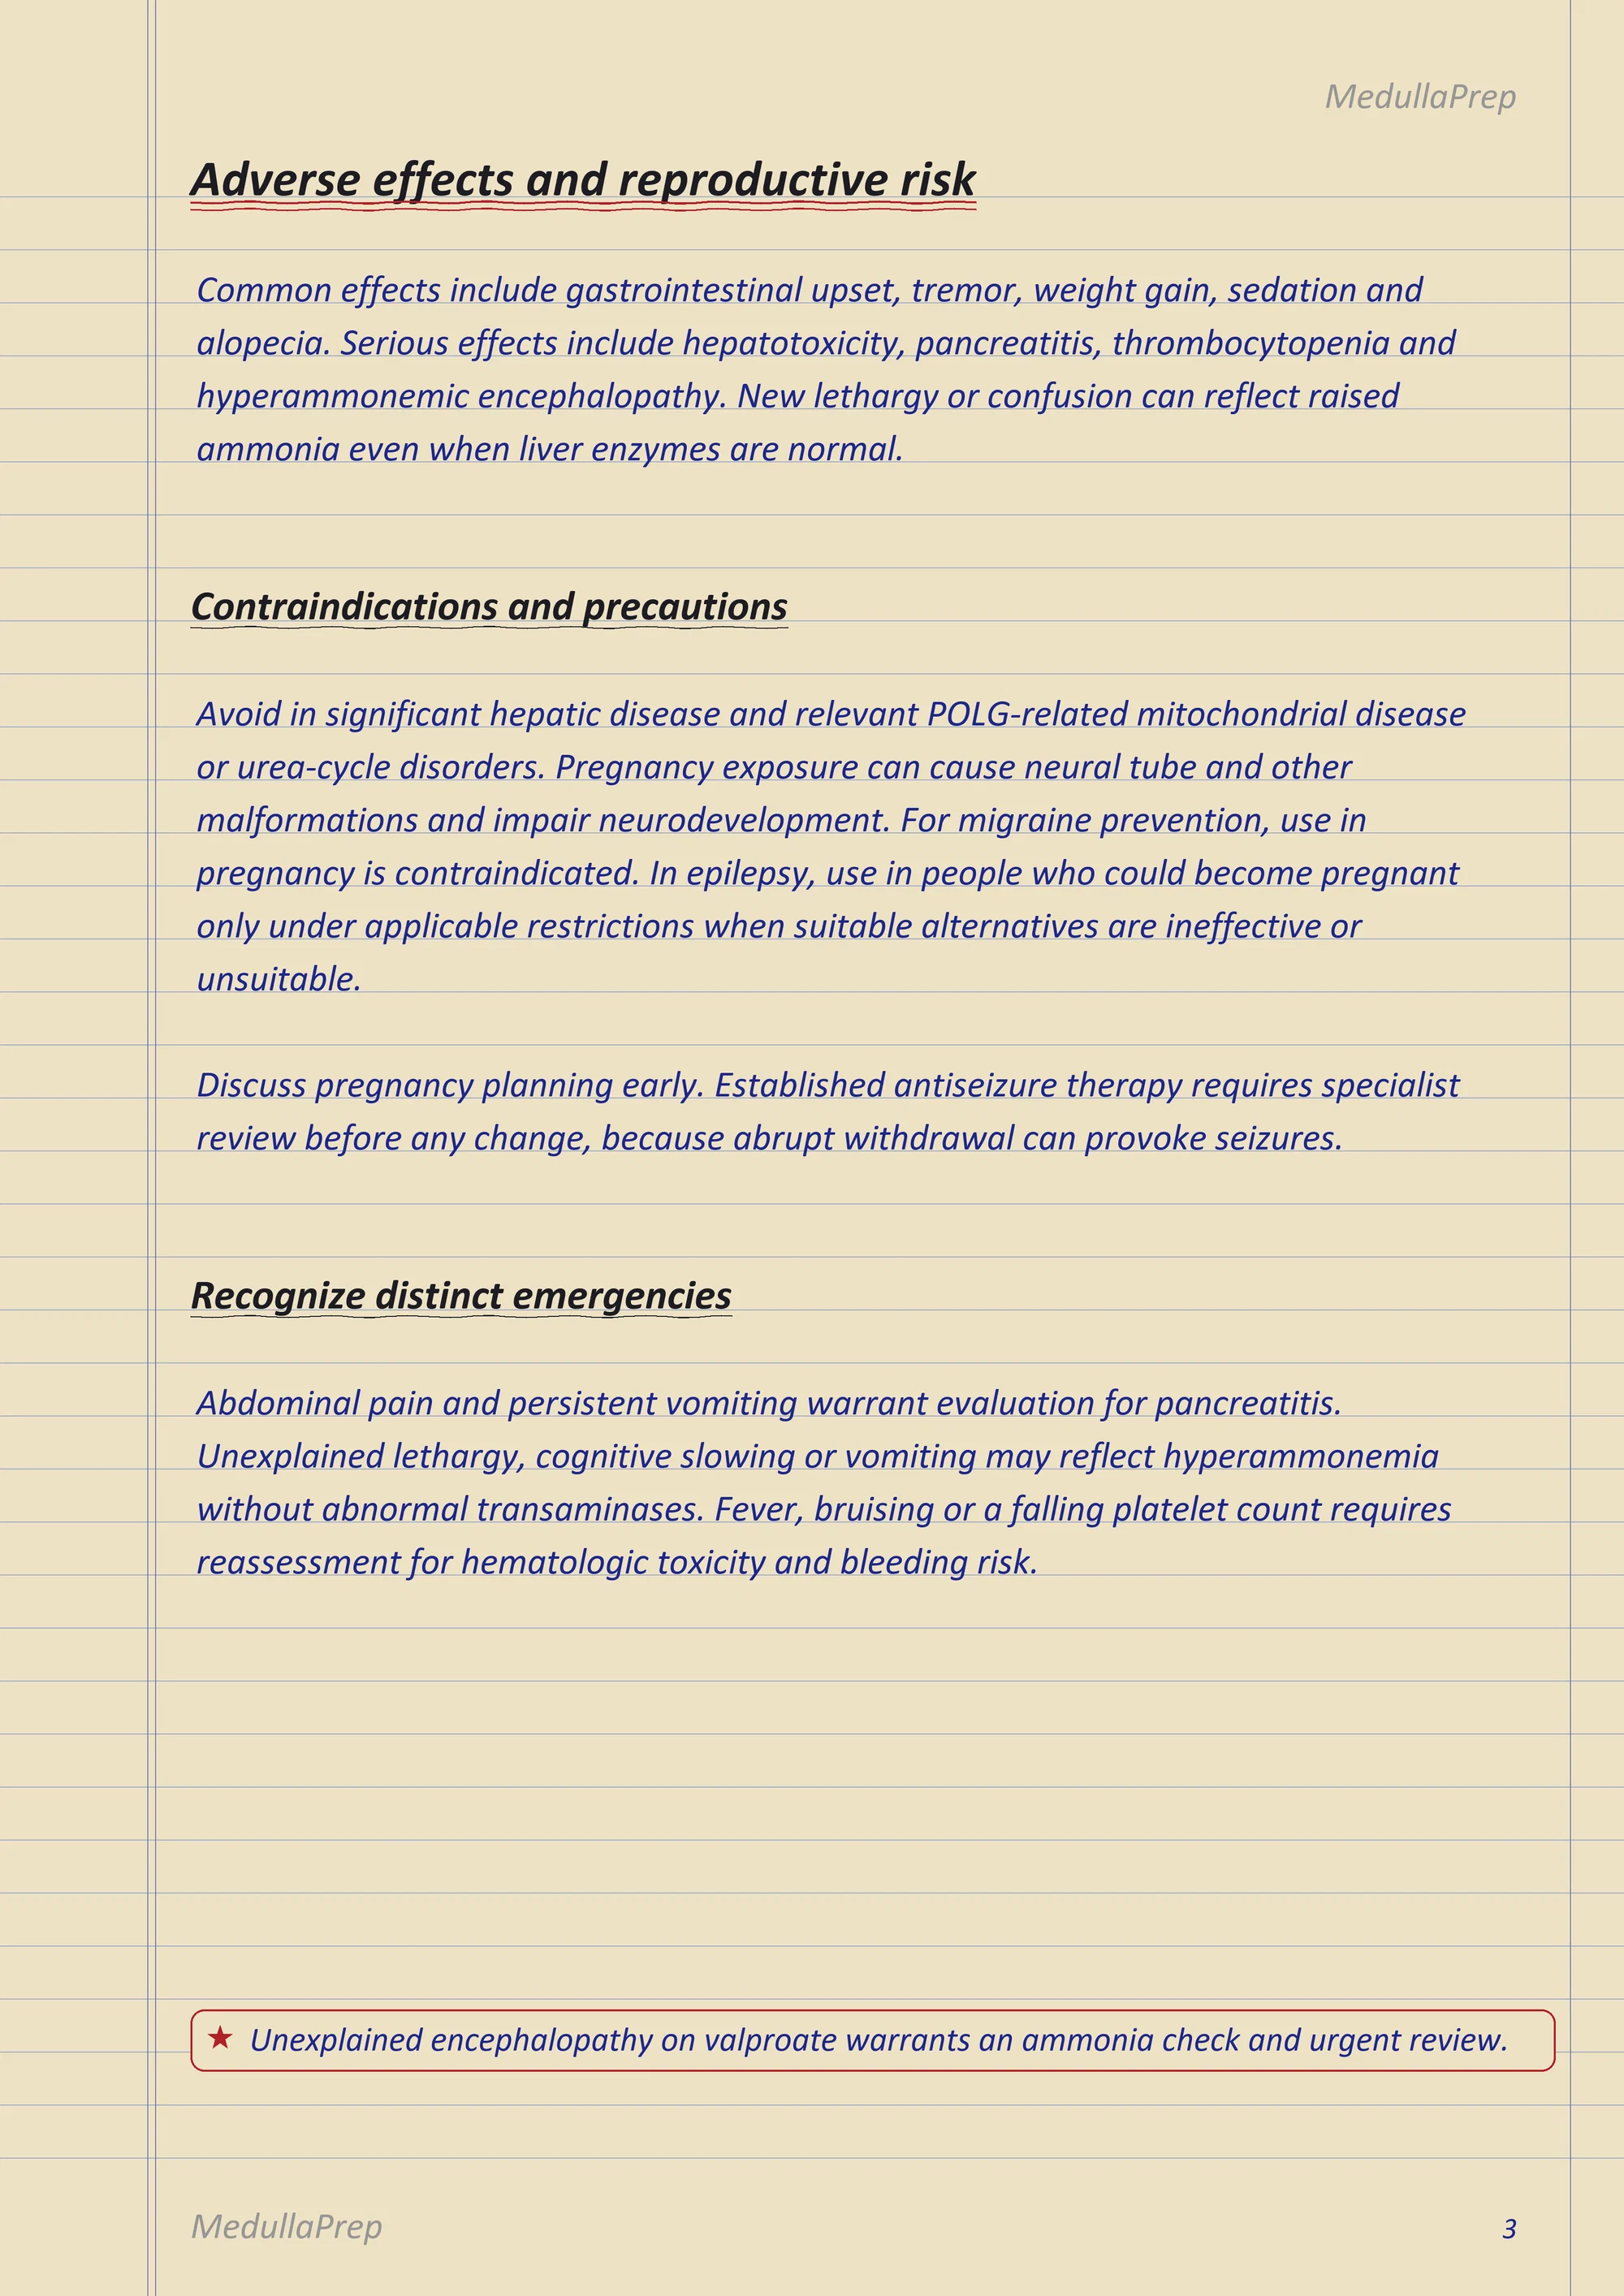 MedullaPrep
Adverse effects and reproductive risk
Common effects include gastrointestinal upset, tremor, weight gain, sedation and
alopecia. Serious effects include hepatotoxicity, pancreatitis, thrombocytopenia and
hyperammonemic encephalopathy. New lethargy or confusion can reflect raised
ammonia even when liver enzymes are normal.
Contraindications and precautions
Avoid in significant hepatic disease and relevant POLG-related mitochondrial disease
or urea-cycle disorders. Pregnancy exposure can cause neural tube and other
malformations and impair neurodevelopment. For migraine prevention, use in
pregnancy is contraindicated. In epilepsy, use in people who could become pregnant
only under applicable restrictions when suitable alternatives are ineffective or
unsuitable.
Discuss pregnancy planning early. Established antiseizure therapy requires specialist
review before any change, because abrupt withdrawal can provoke seizures.
Recognize distinct emergencies
Abdominal pain and persistent vomiting warrant evaluation for pancreatitis.
Unexplained lethargy, cognitive slowing or vomiting may reflect hyperammonemia
without abnormal transaminases. Fever, bruising or a falling platelet count requires
reassessment for hematologic toxicity and bleeding risk.
★ Unexplained encephalopathy on valproate warrants an ammonia check and urgent review.
MedullaPrep
3